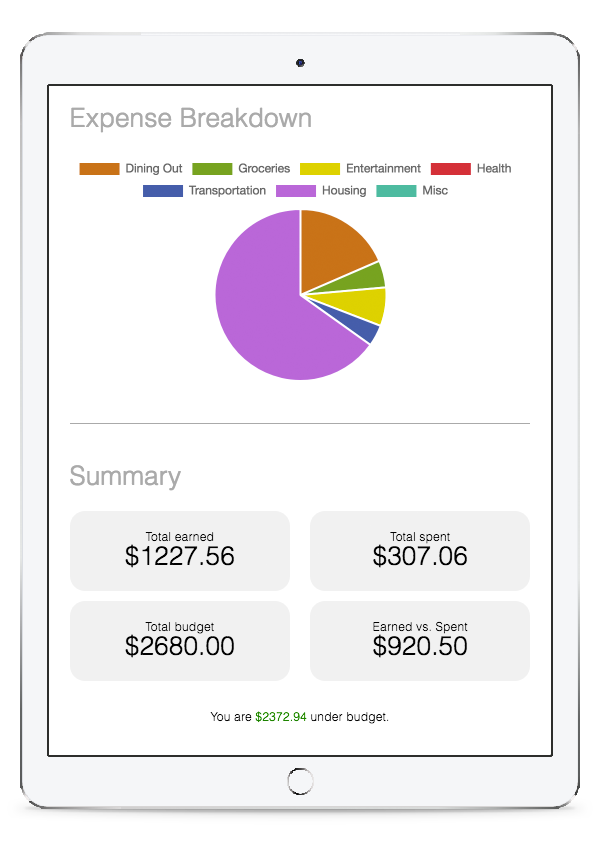 Expense Breakdown
Dining Out Groceries Entertainment Health
Transportation Housing Misc
Summary
Total earned
$1227.56
Total spent
$307.06
Total budget
$2680.00
Earned vs. Spent
$920.50
You are $2372.94 under budget.